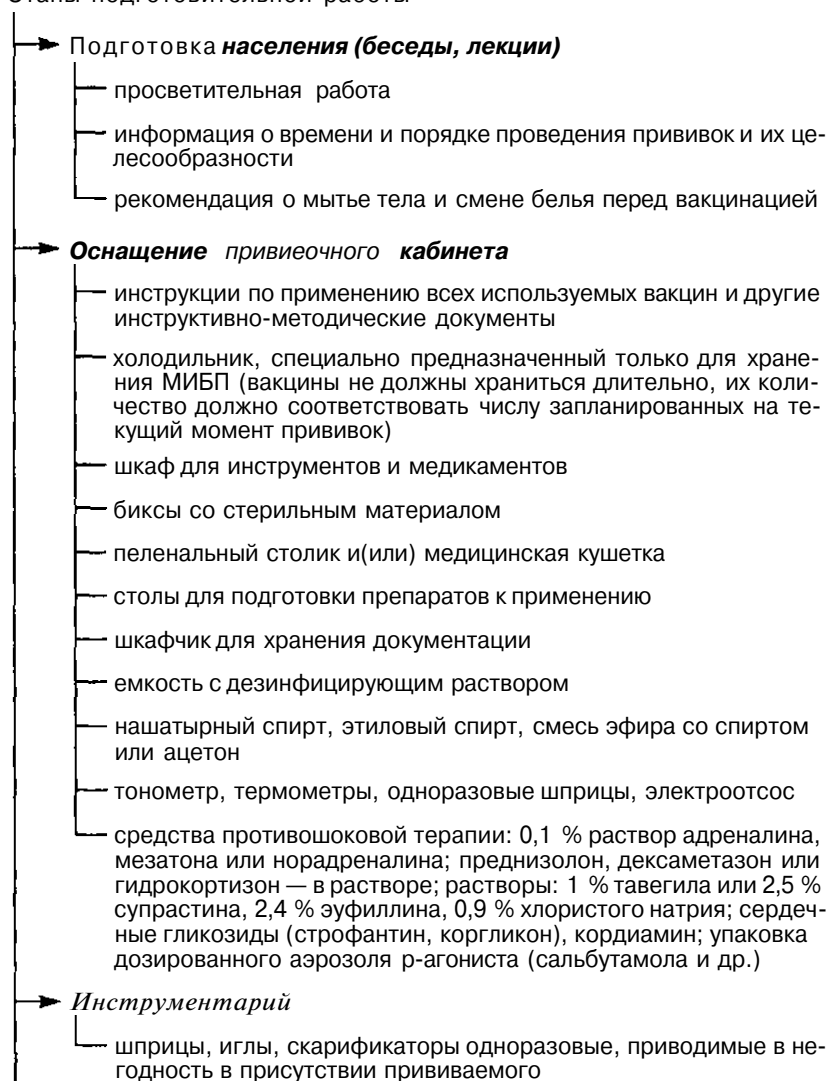 Этапы подготовительной работы
Подготовка населения (беседы, лекции)
просветительная работа
информация о времени и порядке проведения прививок и их це-
лесообразности
рекомендация о мытье тела и смене белья перед вакцинацией
Оснащение привиеочного кабинета
инструкции по применению всех используемых вакцин и другие
инструктивно-методические документы
холодильник, специально предназначенный только для хране-
ния МИБП (вакцины не должны храниться длительно, их коли-
чество должно соответствовать числу запланированных на те-
кущий момент прививок)
шкаф для инструментов и медикаментов
биксы со стерильным материалом
пеленальный столик и(или) медицинская кушетка
столы для подготовки препаратов к применению
шкафчик для хранения документации
емкость с дезинфицирующим раствором
нашатырный спирт, этиловый спирт, смесь эфира со спиртом
или ацетон
тонометр, термометры, одноразовые шприцы, электроотсос
средства противошоковой терапии: 0,1 % раствор адреналина,
мезатона или норадреналина; преднизолон, дексаметазон или
гидрокортизон — в растворе; растворы: 1 % тавегила или 2,5 %
супрастина, 2,4 % эуфиллина, 0,9 % хлористого натрия; сердеч-
ные гликозиды (строфантин, коргликон), кордиамин; упаковка
дозированного аэрозоля р-агониста (сальбутамола и др.)
Инструментарий
шприцы, иглы, скарификаторы одноразовые, приводимые в не-
годность в присутствии прививаемого